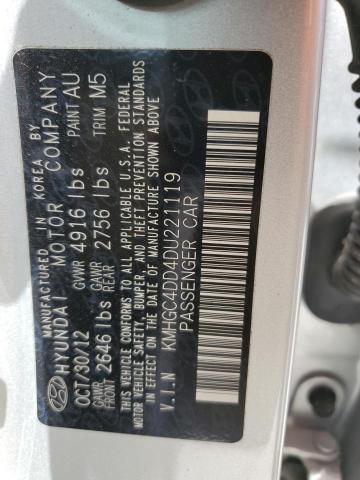 MANUFACTURED IN KOREA BY
HYUNDAI MOTOR COMPANY
OCT/30/12 GVWR 4916 lbs PAINT AU
GAWR FRONT 2646 lbs GAWR REAR 2756 lbs TRIM M5
THIS VEHICLE CONFORMS TO ALL APPLICABLE U.S.A. FEDERAL
MOTOR VEHICLE SAFETY, BUMPER, AND THEFT PREVENTION
STANDARDS IN EFFECT ON THE DATE OF MANUFACTURE SHOWN ABOVE
V.I.N KMHGC4DD4DU221119
PASSENGER CAR